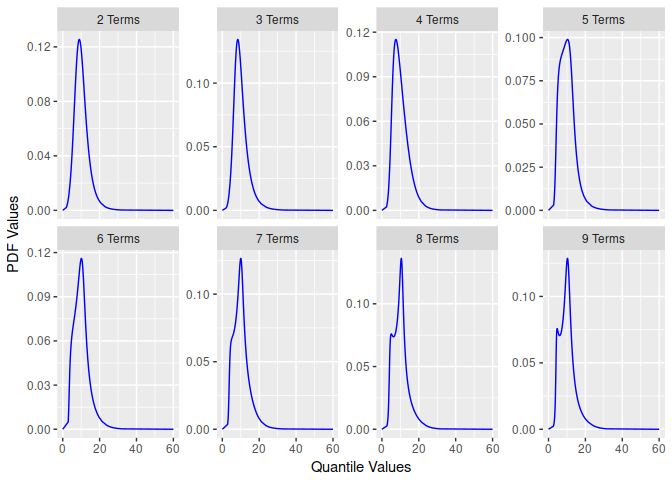 2 Terms 3 Terms 4 Terms 5 Terms
0.12 0.08 0.04 0.00
0.10 0.05 0.00
0.12 0.09 0.06 0.03 0.00
0.100 0.075 0.050 0.025 0.000
PDF Values
6 Terms 7 Terms 8 Terms 9 Terms
0.12 0.09 0.06 0.03 0.00
0.10 0.05 0.00
0.10 0.05 0.00
0.10 0.05 0.00
0 20 40 60 0 20 40 60 0 20 40 60 0 20 40 60
Quantile Values